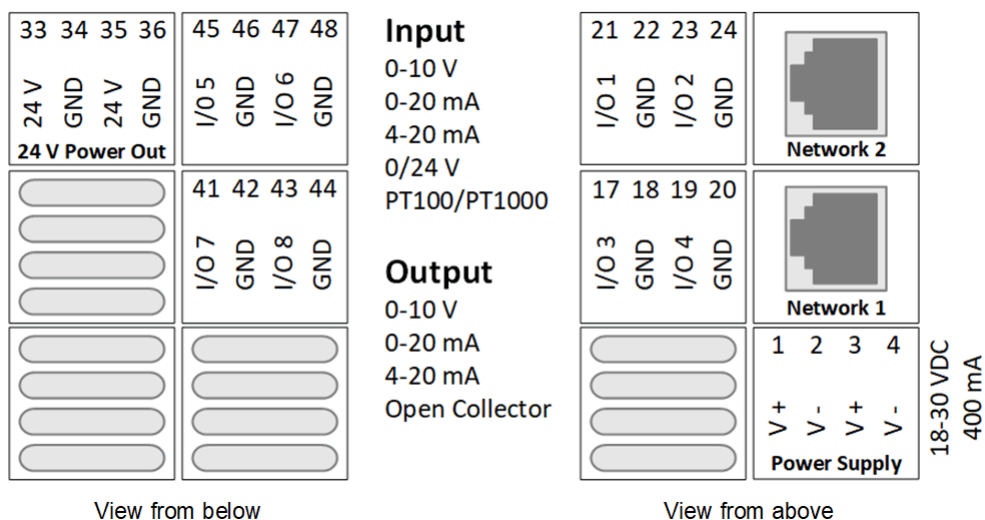 33 34 35 36
24 V GND 24 V GND
24 V Power Out
45 46 47 48
I/O 5 GND I/O 6 GND
41 42 43 44
I/O 7 GND I/O 8 GND
View from below
Input
0-10 V
0-20 mA
4-20 mA
0/24 V
PT100/PT1000
Output
0-10 V
0-20 mA
4-20 mA
Open Collector
21 22 23 24
I/O 1 GND I/O 2 GND
Network 2
17 18 19 20
I/O 3 GND I/O 4 GND
Network 1
1 2 3 4
V + V - V + V -
Power Supply
18-30 VDC
400 mA
View from above